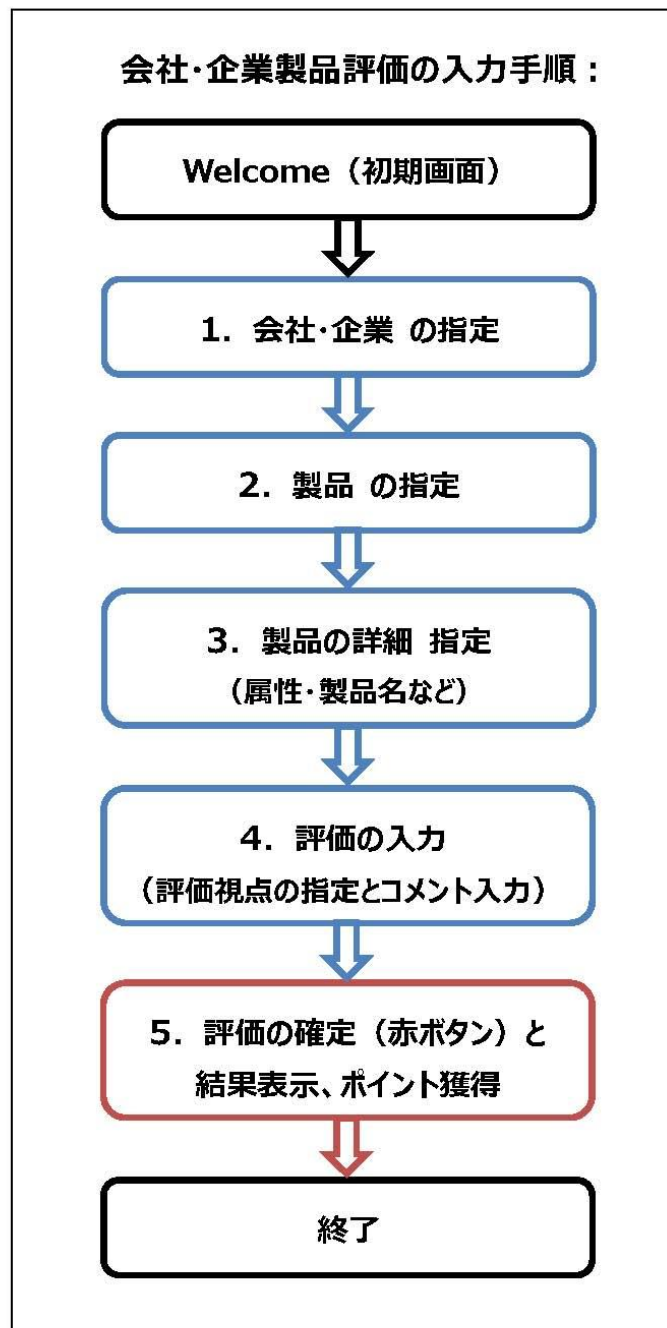 会社・企業製品評価の入力手順：
Welcome（初期画面）
1. 会社・企業 の指定
2. 製品 の指定
3. 製品の詳細 指定
（属性・製品名など）
4. 評価の入力
（評価視点の指定とコメント入力）
5. 評価の確定（赤ボタン）と
結果表示、ポイント獲得
終了